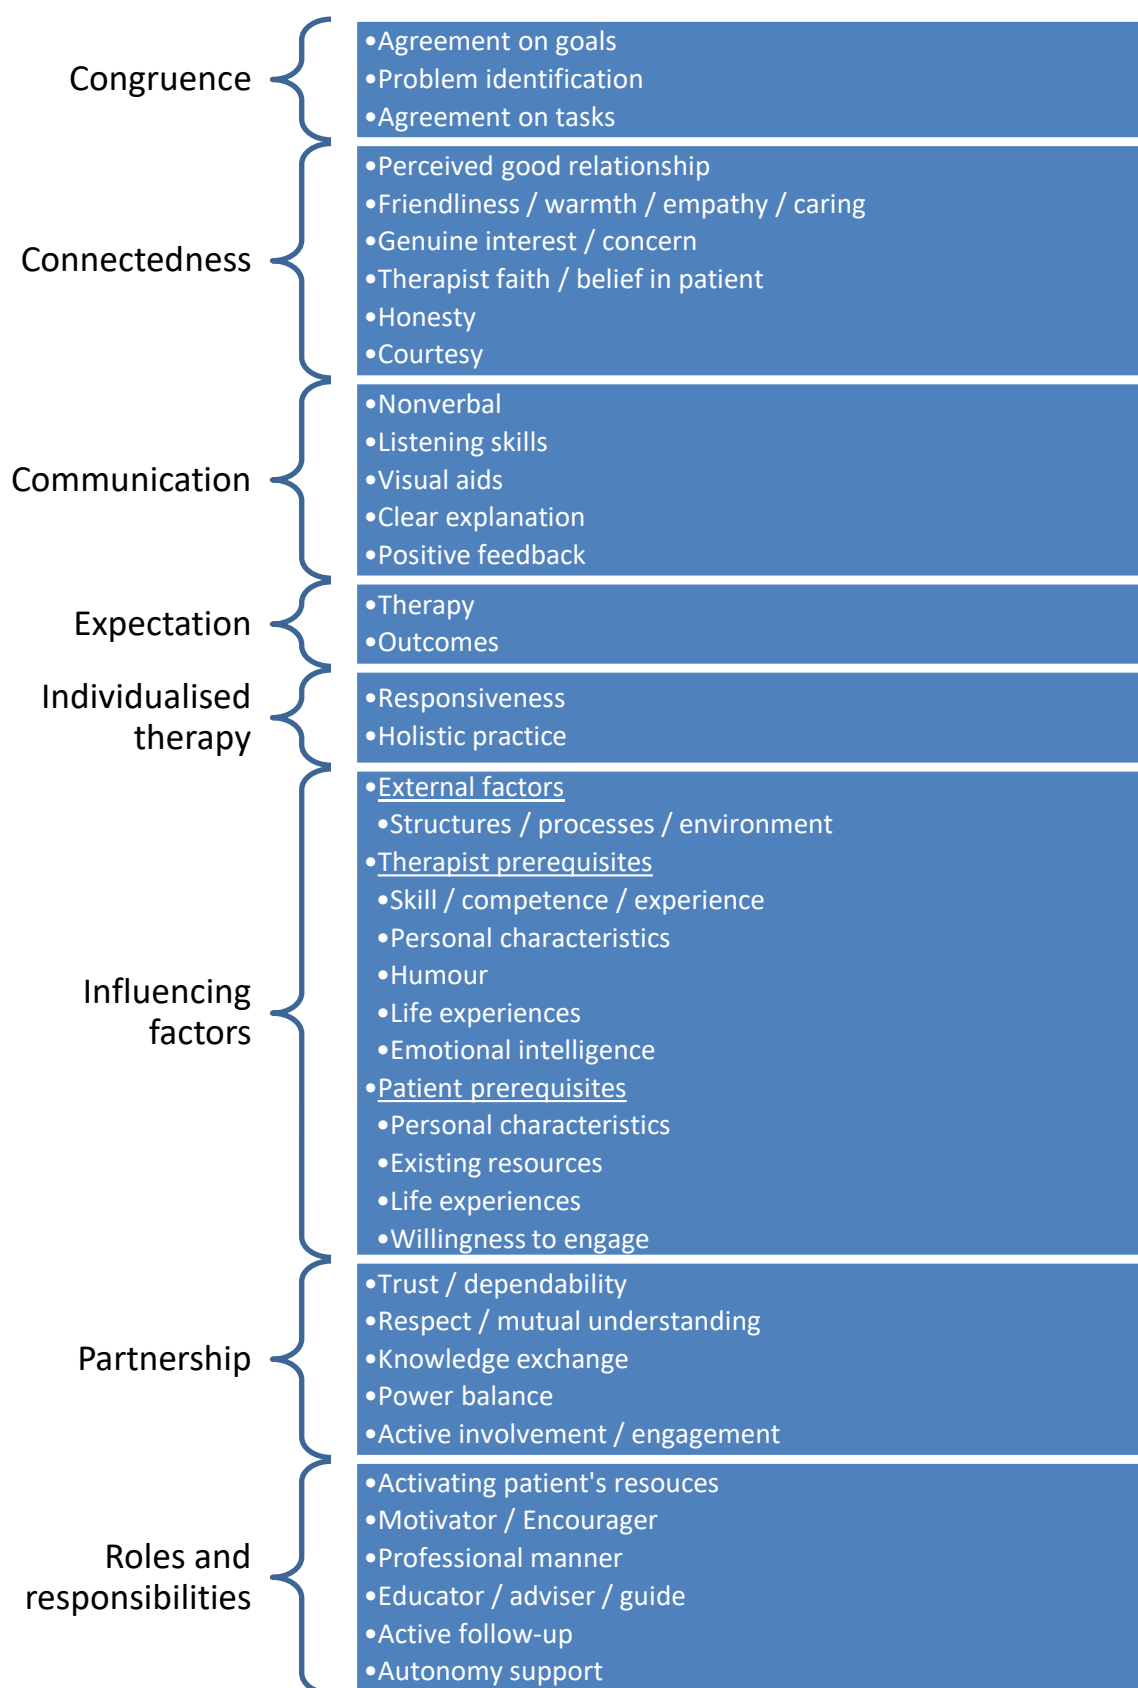 Congruence
•Agreement on goals
•Problem identification
•Agreement on tasks
Connectedness
•Perceived good relationship
•Friendliness / warmth / empathy / caring
•Genuine interest / concern
•Therapist faith / belief in patient
•Honesty
•Courtesy
Communication
•Nonverbal
•Listening skills
•Visual aids
•Clear explanation
•Positive feedback
Expectation
•Therapy
•Outcomes
Individualised
therapy
•Responsiveness
•Holistic practice
Influencing
factors
•External factors
•Structures / processes / environment
•Therapist prerequisites
•Skill / competence / experience
•Personal characteristics
•Humour
•Life experiences
•Emotional intelligence
•Patient prerequisites
•Personal characteristics
•Existing resources
•Life experiences
•Willingness to engage
Partnership
•Trust / dependability
•Respect / mutual understanding
•Knowledge exchange
•Power balance
•Active involvement / engagement
Roles and
responsibilities
•Activating patient's resouces
•Motivator / Encourager
•Professional manner
•Educator / adviser / guide
•Active follow-up
•Autonomy support